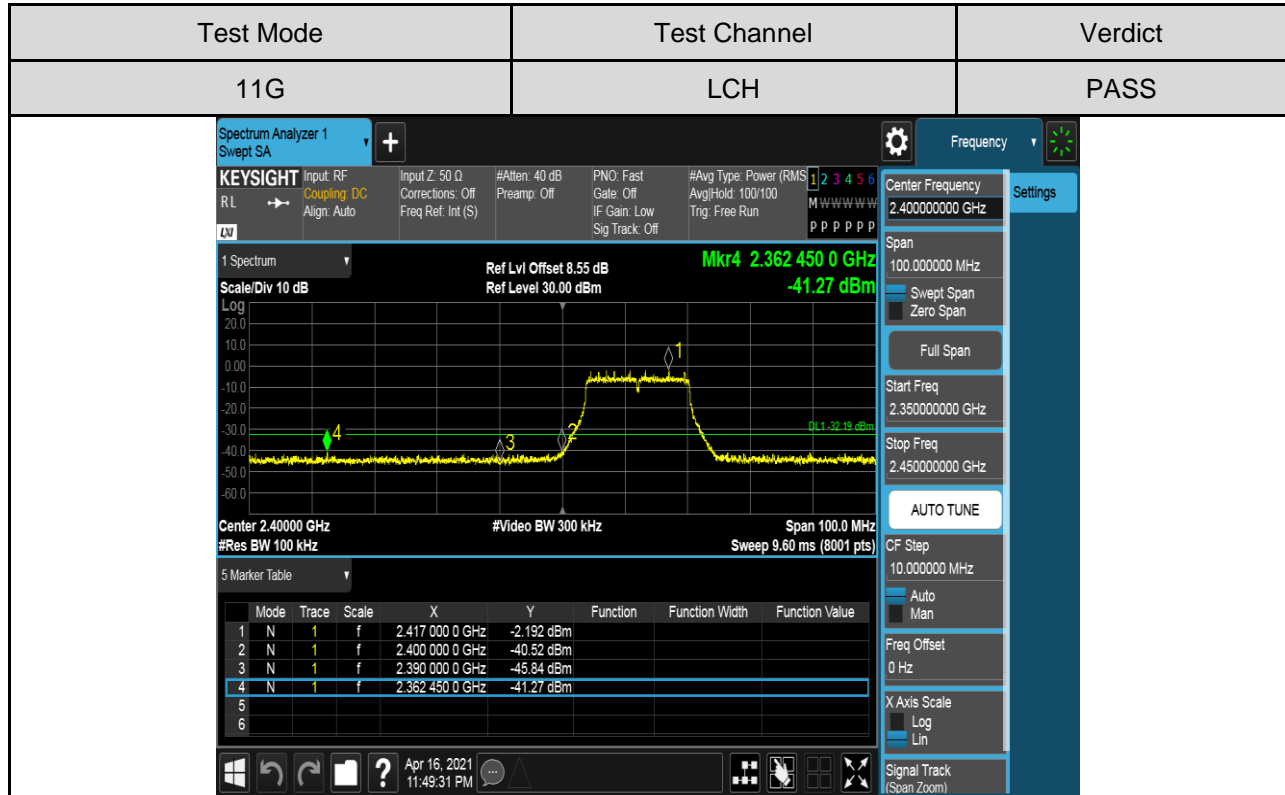 Test Mode Test Channel Verdict
11G LCH PASS
Spectrum Analyzer 1
Swept SA
+
Frequency
KEYSIGHT
RL
LXI
Input: RF
Coupling: DC
Align: Auto
Input Z: 50 Ω
Corrections: Off
Freq Ref: Int (S)
#Atten: 40 dB
Preamp: Off
PNO: Fast
Gate: Off
IF Gain: Low
Sig Track: Off
#Avg Type: Power (RMS
Avg|Hold: 100/100
Trig: Free Run
1 2 3 4 5 6
M W W W W W
P P P P P P
1 Spectrum
Scale/Div 10 dB
Ref Lvl Offset 8.55 dB
Ref Level 30.00 dBm
Mkr4 2.362 450 0 GHz
-41.27 dBm
Log
20.0
10.0
0.00
-10.0
-20.0
-30.0
-40.0
-50.0
-60.0
1
2
3
4
DL1 -32.19 dBm
Center 2.40000 GHz #Video BW 300 kHz Span 100.0 MHz
#Res BW 100 kHz Sweep 9.60 ms (8001 pts)
5 Marker Table
Mode Trace Scale X Y Function Function Width Function Value
1 N 1 f 2.417 000 0 GHz -2.192 dBm
2 N 1 f 2.400 000 0 GHz -40.52 dBm
3 N 1 f 2.390 000 0 GHz -45.84 dBm
4 N 1 f 2.362 450 0 GHz -41.27 dBm
5
6
?
Apr 16, 2021
11:49:31 PM
Center Frequency
2.400000000 GHz
Settings
Span
100.000000 MHz
Swept Span
Zero Span
Full Span
Start Freq
2.350000000 GHz
Stop Freq
2.450000000 GHz
AUTO TUNE
CF Step
10.000000 MHz
Auto
Man
Freq Offset
0 Hz
X Axis Scale
Log
Lin
Signal Track
(Span Zoom)